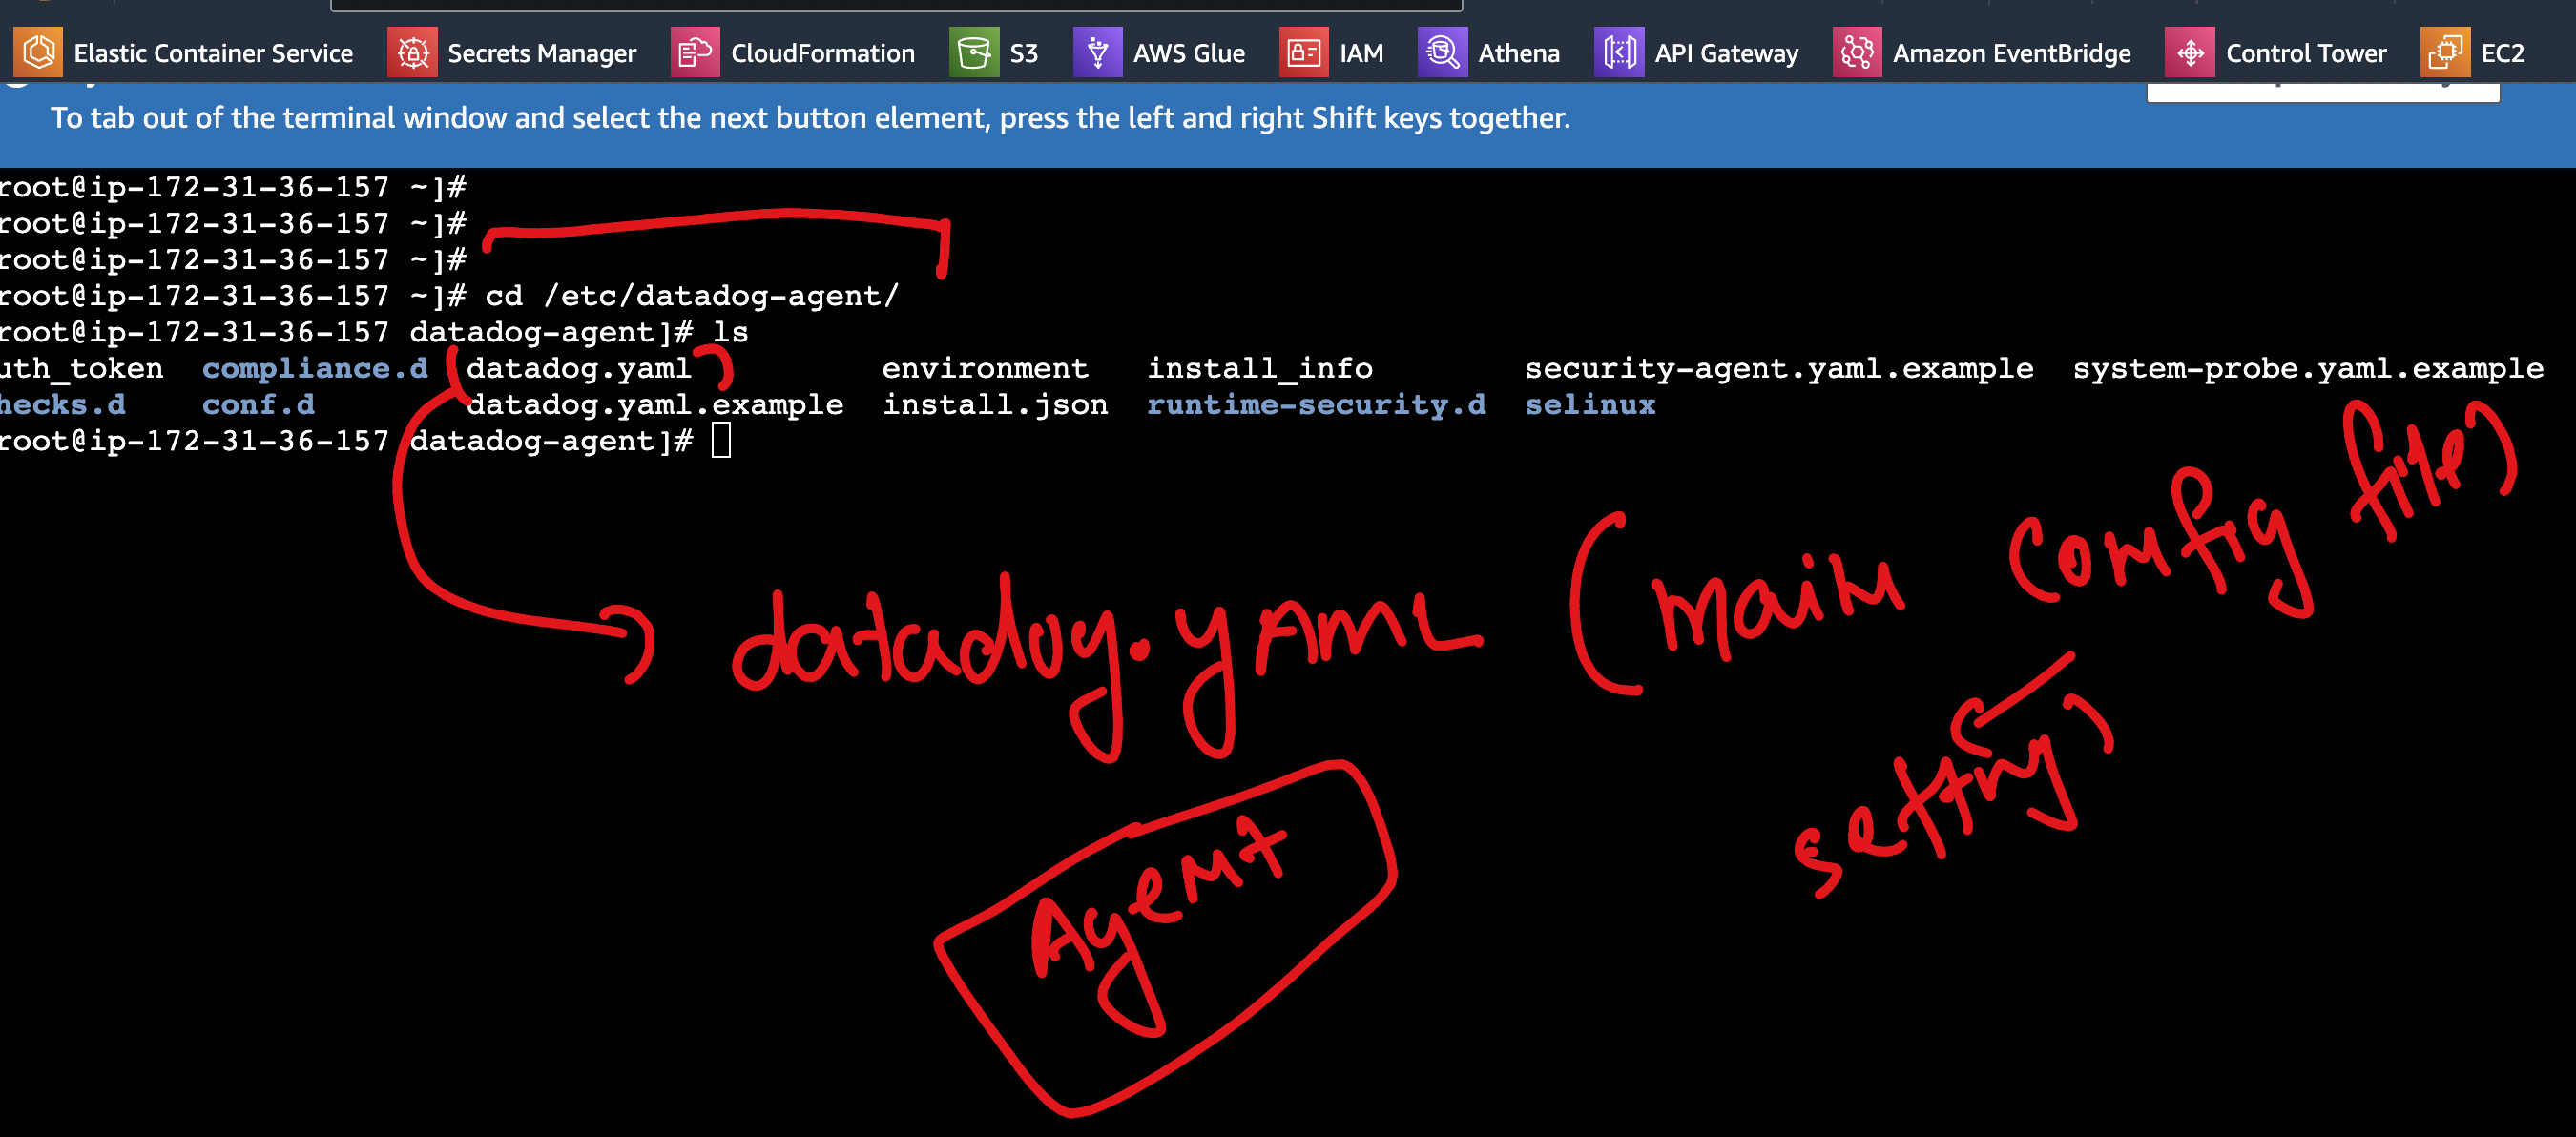 Elastic Container Service Secrets Manager CloudFormation S3 AWS Glue IAM Athena API Gateway Amazon EventBridge Control Tower EC2
To tab out of the terminal window and select the next button element, press the left and right Shift keys together.
root@ip-172-31-36-157 ~]#
root@ip-172-31-36-157 ~]#
root@ip-172-31-36-157 ~]#
root@ip-172-31-36-157 ~]# cd /etc/datadog-agent/
root@ip-172-31-36-157 datadog-agent]# ls
uth_token compliance.d datadog.yaml environment install_info security-agent.yaml.example system-probe.yaml.example
hecks.d conf.d datadog.yaml.example install.json runtime-security.d selinux
root@ip-172-31-36-157 datadog-agent]#
datadog.yAML (main config file)
setting
Agent